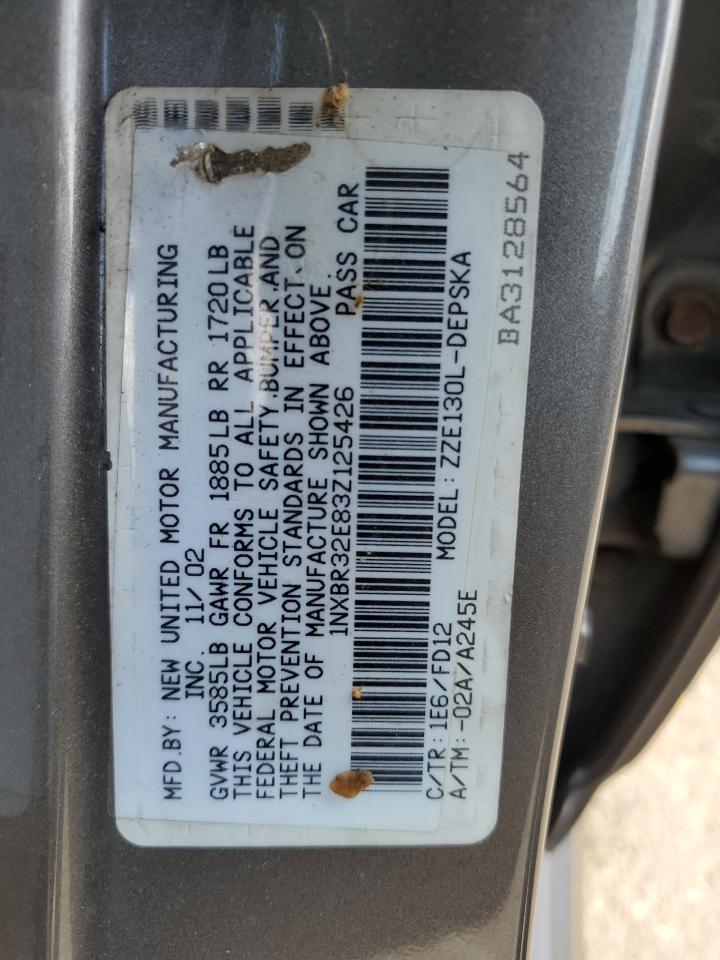 MFD.BY: NEW UNITED MOTOR MANUFACTURING
INC. 11/02
GVWR 3585LB GAWR FR 1885LB RR 1720LB
THIS VEHICLE CONFORMS TO ALL APPLICABLE
FEDERAL MOTOR VEHICLE SAFETY,BUMPER,AND
THEFT PREVENTION STANDARDS IN EFFECT ON
THE DATE OF MANUFACTURE SHOWN ABOVE.
1NXBR32E83Z125426 PASS CAR
C/TR: 1E6/FD12 MODEL: ZZE130L-DEPSKA
A/TM:-02A/A245E
BA3128564